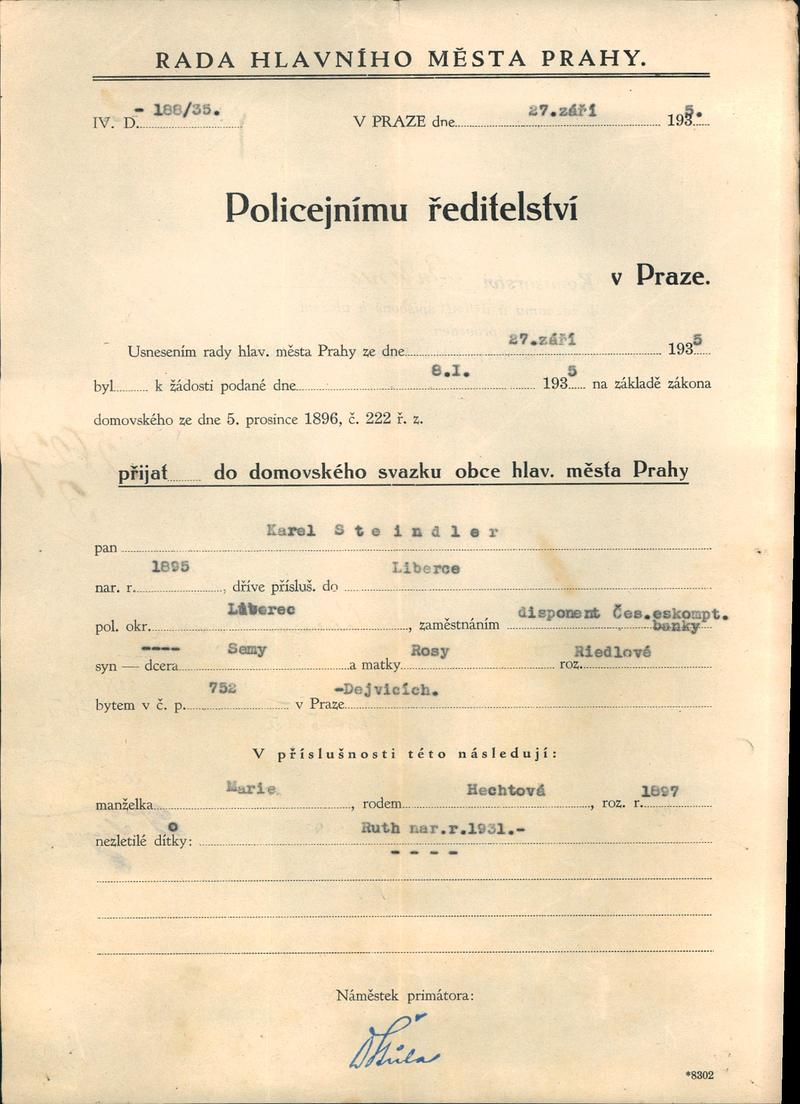 RADA HLAVNÍHO MĚSTA PRAHY.
IV. D. - 188/35. V PRAZE dne 27.září 1935.
Policejnímu ředitelství
v Praze.
Usnesením rady hlav. města Prahy ze dne 27.září 1935
byl k žádosti podané dne 8.I. 1935 na základě zákona
domovského ze dne 5. prosince 1896, č. 222 ř. z.
přijat do domovského svazku obce hlav. města Prahy
pan Karel Steindler
nar. r. 1895, dříve přísluš. do Liberce
pol. okr. Liberec, zaměstnáním disponent Čes.eskompt.
banky
syn — dcera ---- Semy a matky Rosy roz. Riedlové
bytem v č. p. 752 v Praze -Dejvicích.
V příslušnosti této následují:
manželka Marie, rodem Hechtová, roz. r. 1897
nezletilé dítky: Ruth nar.r.1931.-
- - - -
Náměstek primátora:
*8302